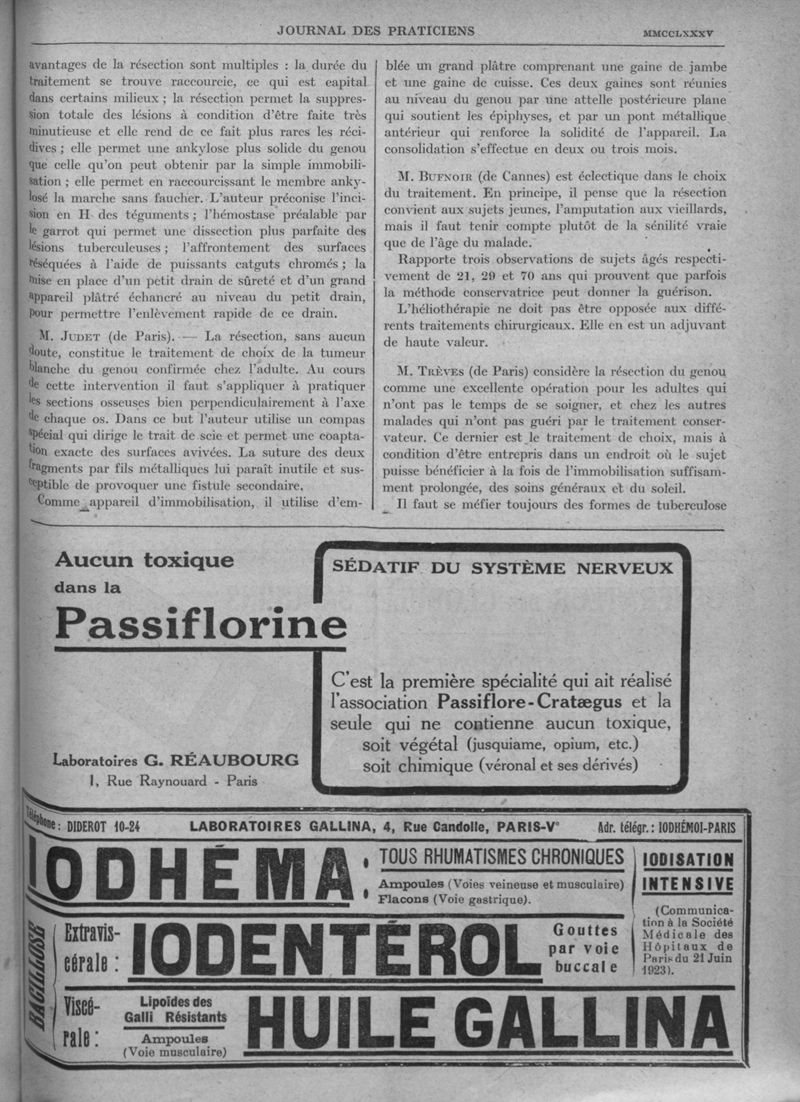 JOURNAL DES PRATICIENS
MMCCLXXXV
avantages de la résection sont multiples : la durée du
traitement se trouve raccourcie, ce qui est capital
dans certains milieux ; la résection permet la suppres-
sion totale des lésions à condition d'être faite très
minutieuse et elle rend de ce fait plus rares les réci-
dives ; elle permet une ankylose plus solide du genou
que celle qu'on peut obtenir par la simple immobili-
sation ; elle permet en raccourcissant le membre anky-
losé la marche sans faucher. L'auteur préconise l'inci-
sion en H des téguments ; l'hémostase préalable par
le garrot qui permet une dissection plus parfaite des
lésions tuberculeuses ; l'affrontement des surfaces
réséquées à l'aide de puissants catguts chromés ; la
mise en place d'un petit drain de sûreté et d'un grand
appareil plâtré échancré au niveau du petit drain,
pour permettre l'enlèvement rapide de ce drain.
M. JUDET (de Paris). — La résection, sans aucun
doute, constitue le traitement de choix de la tumeur
blanche du genou confirmée chez l'adulte. Au cours
de cette intervention il faut s'appliquer à pratiquer
les sections osseuses bien perpendiculairement à l'axe
de chaque os. Dans ce but l'auteur utilise un compas
spécial qui dirige le trait de scie et permet une coapta-
tion exacte des surfaces avivées. La suture des deux
fragments par fils métalliques lui paraît inutile et sus-
ceptible de provoquer une fistule secondaire.
Comme appareil d'immobilisation, il utilise d'em-
blée un grand plâtre comprenant une gaine de jambe
et une gaine de cuisse. Ces deux gaines sont réunies
au niveau du genou par une attelle postérieure plane
qui soutient les épiphyses, et par un pont métallique
antérieur qui renforce la solidité de l'appareil. La
consolidation s'effectue en deux ou trois mois.
M. BUFNOIR (de Cannes) est éclectique dans le choix
du traitement. En principe, il pense que la résection
convient aux sujets jeunes, l'amputation aux vieillards,
mais il faut tenir compte plutôt de la sénilité vraie
que de l'âge du malade.
Rapporte trois observations de sujets âgés respecti-
vement de 21, 29 et 70 ans qui prouvent que parfois
la méthode conservatrice peut donner la guérison.
L'héliothérapie ne doit pas être opposée aux diffé-
rents traitements chirurgicaux. Elle en est un adjuvant
de haute valeur.
M. TRÈVES (de Paris) considère la résection du genou
comme une excellente opération pour les adultes qui
n'ont pas le temps de se soigner, et chez les autres
malades qui n'ont pas guéri par le traitement conser-
vateur. Ce dernier est le traitement de choix, mais à
condition d'être entrepris dans un endroit où le sujet
puisse bénéficier à la fois de l'immobilisation suffisam-
ment prolongée, des soins généraux et du soleil.
Il faut se méfier toujours des formes de tuberculose
Aucun toxique
dans la
Passiflorine
Laboratoires G. RÉAUBOURG
1, Rue Raynouard - Paris
SÉDATIF DU SYSTÈME NERVEUX
C'est la première spécialité qui ait réalisé
l'association Passiflore-Cratægus et la
seule qui ne contienne aucun toxique,
soit végétal (jusquiame, opium, etc.)
soit chimique (véronal et ses dérivés)
Téléphone : DIDEROT 10-24 LABORATOIRES GALLINA, 4, Rue Candolle, PARIS-Vᵉ Adr. télégr. : IODHÉMOI-PARIS
IODHÉMA :
TOUS RHUMATISMES CHRONIQUES
Ampoules (Voies veineuse et musculaire)
Flacons (Voie gastrique).
IODISATION
INTENSIVE
(Communica-
tion à la Société
Médicale des
Hôpitaux de
Paris du 21 Juin
1923).
BACILLOSE
Extravis-
cérale :
IODENTÉROL
Gouttes
par voie
buccale
Viscé-
rale :
Lipoïdes des
Galli Résistants
Ampoules
(Voie musculaire)
HUILE GALLINA